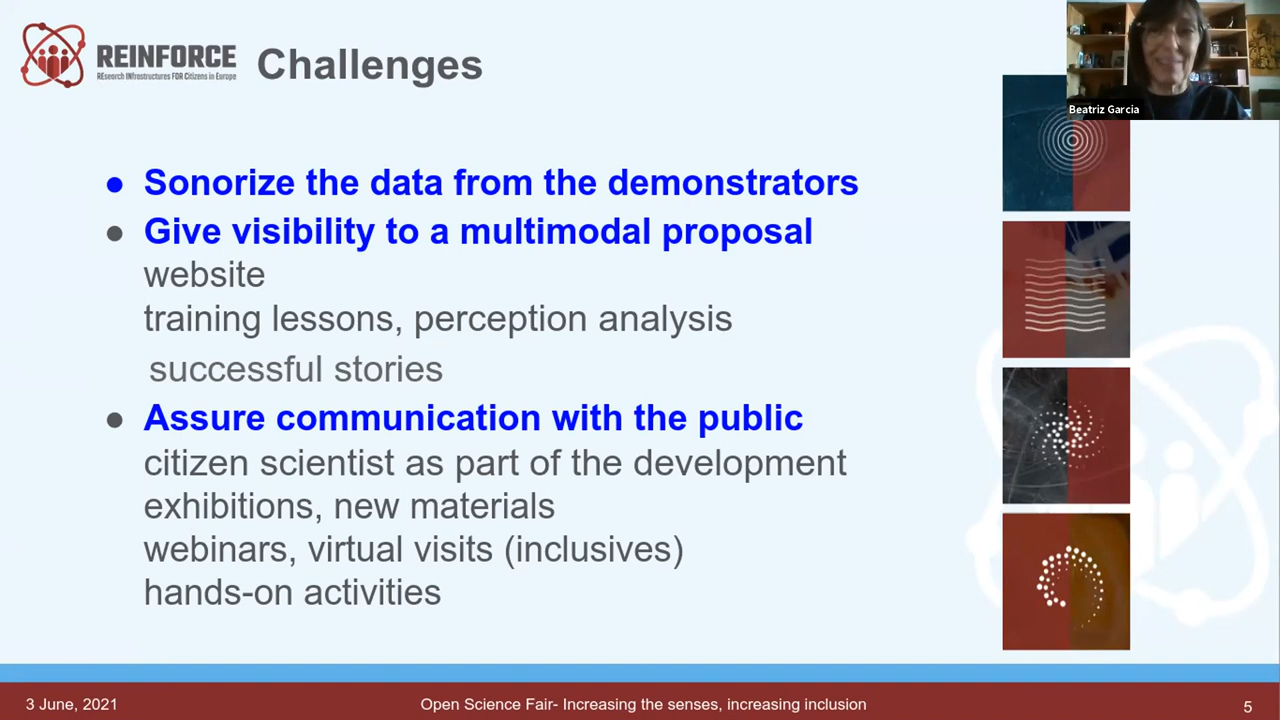 REINFORCE
REsearch INfrastructures FOR Citizens in Europe
Challenges
Beatriz Garcia
● Sonorize the data from the demonstrators
● Give visibility to a multimodal proposal
website
training lessons, perception analysis
successful stories
● Assure communication with the public
citizen scientist as part of the development
exhibitions, new materials
webinars, virtual visits (inclusives)
hands-on activities
3 June, 2021
Open Science Fair- Increasing the senses, increasing inclusion
5